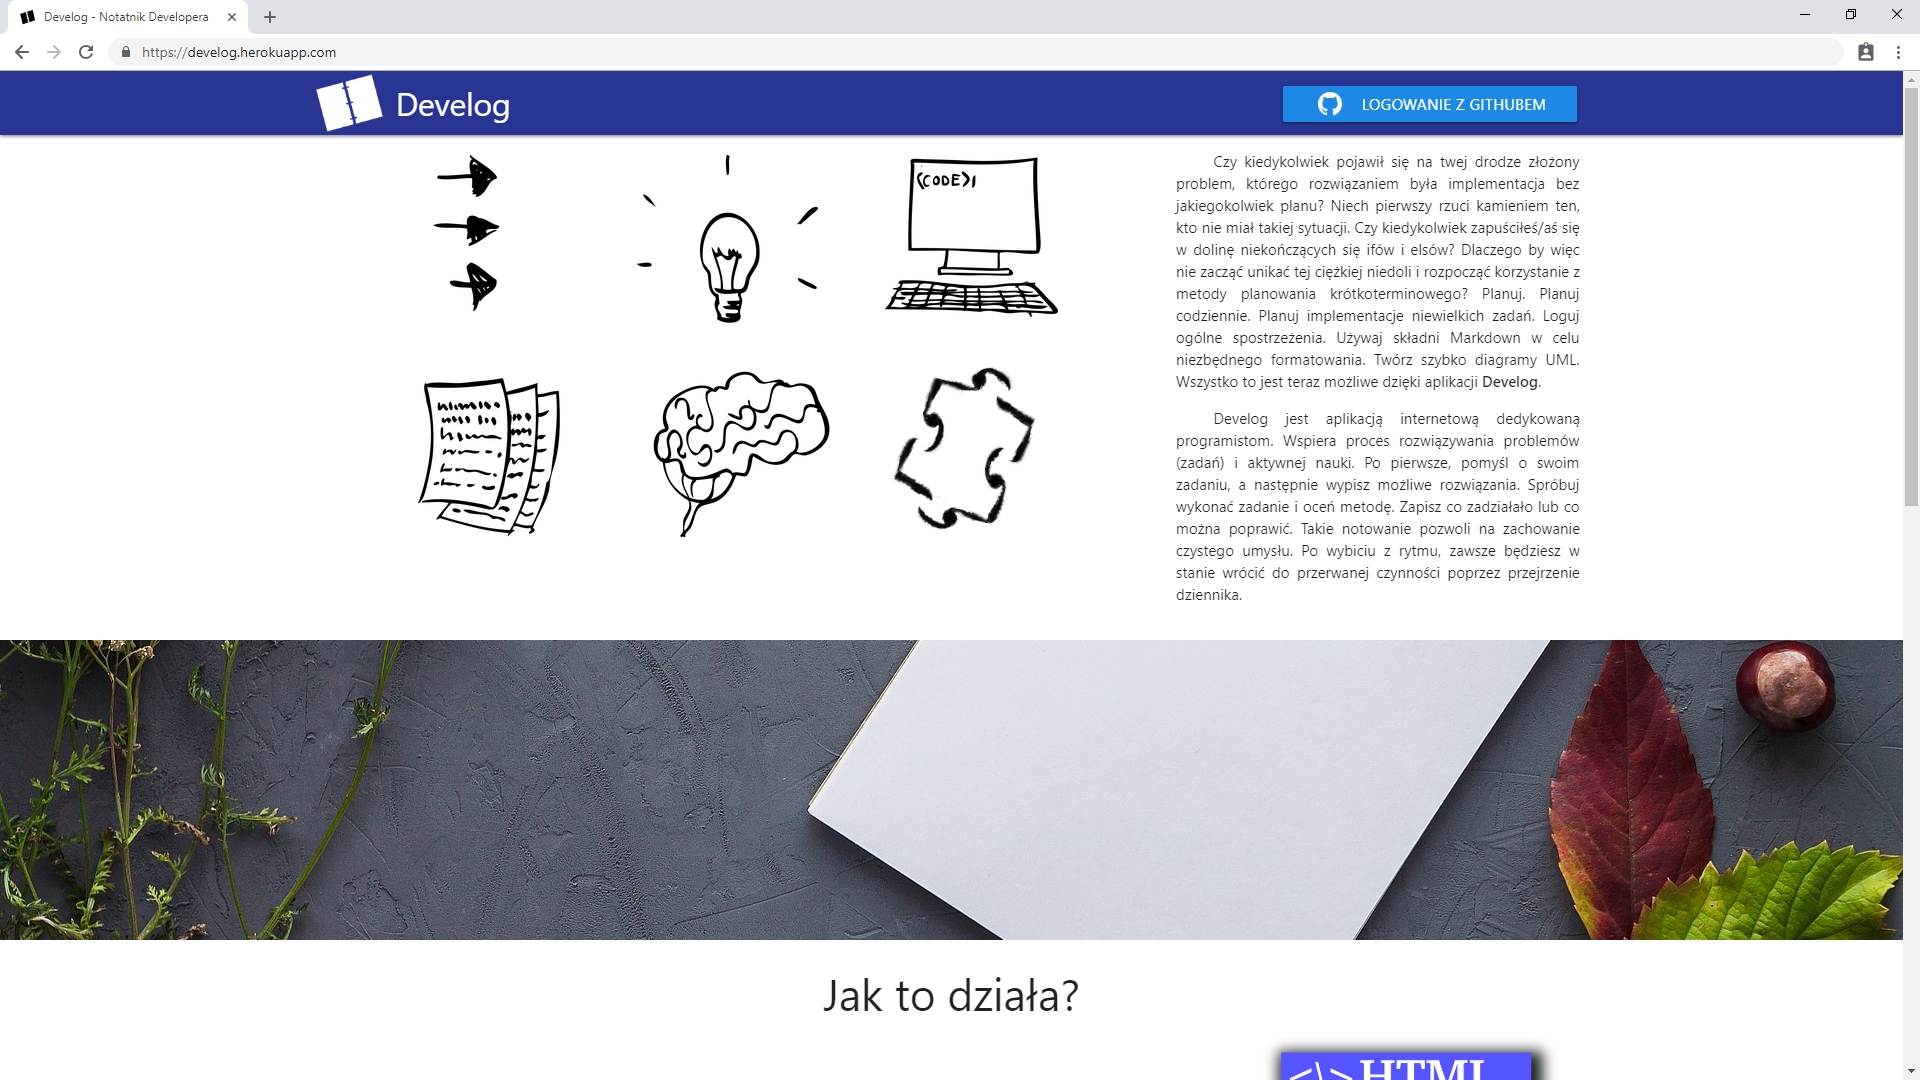 Develog - Notatnik Developera
https://develog.herokuapp.com
Develog
LOGOWANIE Z GITHUBEM
(CODE)
Czy kiedykolwiek pojawił się na twej drodze złożony
problem, którego rozwiązaniem była implementacja bez
jakiegokolwiek planu? Niech pierwszy rzuci kamieniem ten,
kto nie miał takiej sytuacji. Czy kiedykolwiek zapuściłeś/aś się
w dolinę niekończących się ifów i elsów? Dlaczego by więc
nie zacząć unikać tej ciężkiej niedoli i rozpocząć korzystanie z
metody planowania krótkoterminowego? Planuj. Planuj
codziennie. Planuj implementacje niewielkich zadań. Loguj
ogólne spostrzeżenia. Używaj składni Markdown w celu
niezbędnego formatowania. Twórz szybko diagramy UML.
Wszystko to jest teraz możliwe dzięki aplikacji Develog.
Develog jest aplikacją internetową dedykowaną
programistom. Wspiera proces rozwiązywania problemów
(zadań) i aktywnej nauki. Po pierwsze, pomyśl o swoim
zadaniu, a następnie wypisz możliwe rozwiązania. Spróbuj
wykonać zadanie i oceń metodę. Zapisz co zadziałało lub co
można poprawić. Takie notowanie pozwoli na zachowanie
czystego umysłu. Po wybiciu z rytmu, zawsze będziesz w
stanie wrócić do przerwanej czynności poprzez przejrzenie
dziennika.
Jak to działa?
<\> HTML